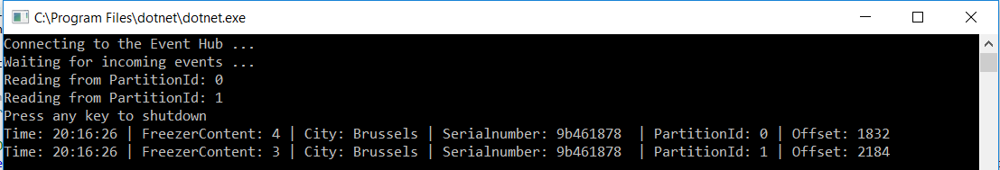 C:\Program Files\dotnet\dotnet.exe
Connecting to the Event Hub ...
Waiting for incoming events ...
Reading from PartitionId: 0
Reading from PartitionId: 1
Press any key to shutdown
Time: 20:16:26 | FreezerContent: 4 | City: Brussels | Serialnumber: 9b461878  | PartitionId: 0 | Offset: 1832
Time: 20:16:26 | FreezerContent: 3 | City: Brussels | Serialnumber: 9b461878  | PartitionId: 1 | Offset: 2184